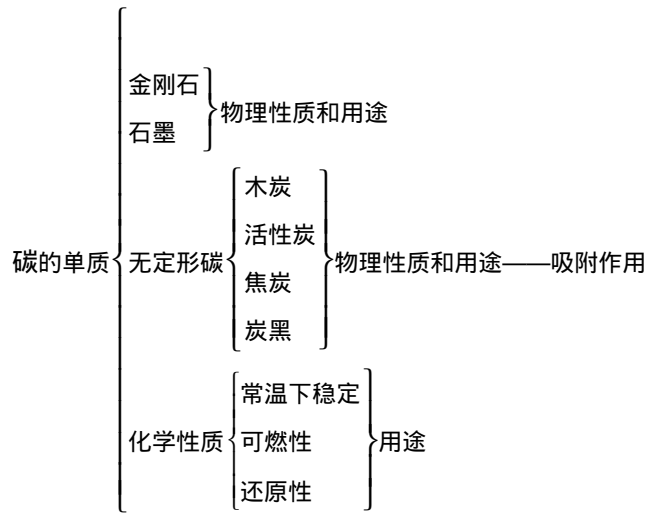 碳的单质
金刚石
石墨
物理性质和用途
无定形碳
木炭
活性炭
焦炭
炭黑
物理性质和用途——吸附作用
化学性质
常温下稳定
可燃性
还原性
用途